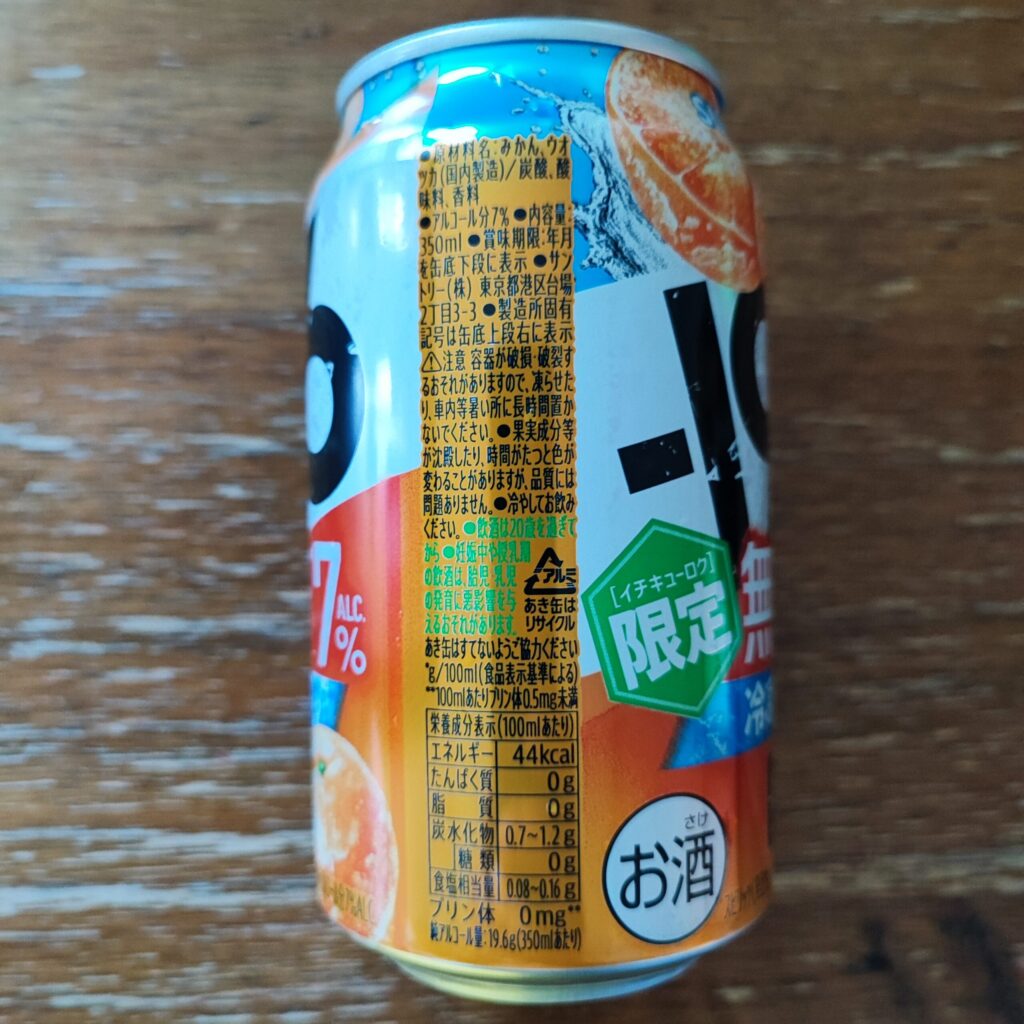 ●原材料名:みかん、ウオ
ツカ(国内製造)/炭酸、酸
味料、香料
●アルコール分7% ●内容量:
350ml ●賞味期限:年月
を缶底下段に表示 ●サン
トリー(株) 東京都港区台場
2丁目3-3 ●製造所固有
記号は缶底上段右に表示
⚠注意 容器が破損・破裂す
るおそれがありますので、凍らせた
り、車内等暑い所に長時間置か
ないでください。●果実成分等
が沈殿したり、時間がたつと色が
変わることがありますが、品質には
問題ありません。●冷やしてお飲み
ください。●飲酒は20歳を過ぎて
から ●妊娠中や授乳期
の飲酒は、胎児・乳児
の発育に悪影響を与
えるおそれがあります。
アルミ
あき缶は
リサイクル
あき缶はすてないようご協力ください
*g/100ml(食品表示基準による)
**100mlあたりプリン体0.5mg未満
栄養成分表示(100mlあたり)
エネルギー 44kcal
たんぱく質 0g
脂質 0g
炭水化物 0.7~1.2g
糖類 0g
食塩相当量 0.08~0.16g
プリン体 0mg**
純アルコール量:19.6g(350mlあたり)
7%
ALC.
-1
[イチキューロク]
限定
無
冷
さけ
お酒